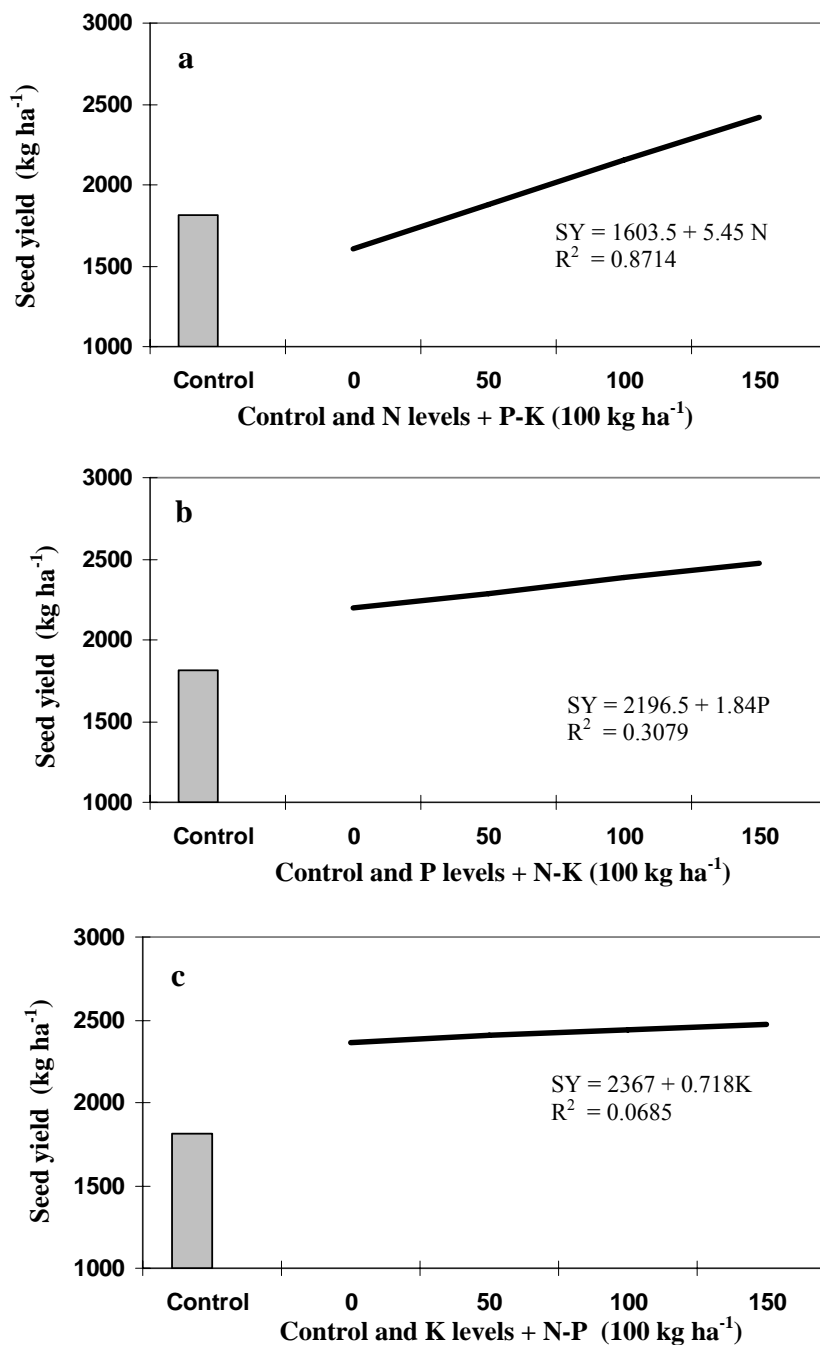 3000
a
2500
2000
1500
1000
Seed yield (kg ha⁻¹)
SY = 1603.5 + 5.45 N
R² = 0.8714
Control 0 50 100 150
Control and N levels + P-K (100 kg ha⁻¹)
3000
b
2500
2000
1500
1000
Seed yield (kg ha⁻¹)
SY = 2196.5 + 1.84P
R² = 0.3079
Control 0 50 100 150
Control and P levels + N-K (100 kg ha⁻¹)
3000
c
2500
2000
1500
1000
Seed yield (kg ha⁻¹)
SY = 2367 + 0.718K
R² = 0.0685
Control 0 50 100 150
Control and K levels + N-P (100 kg ha⁻¹)